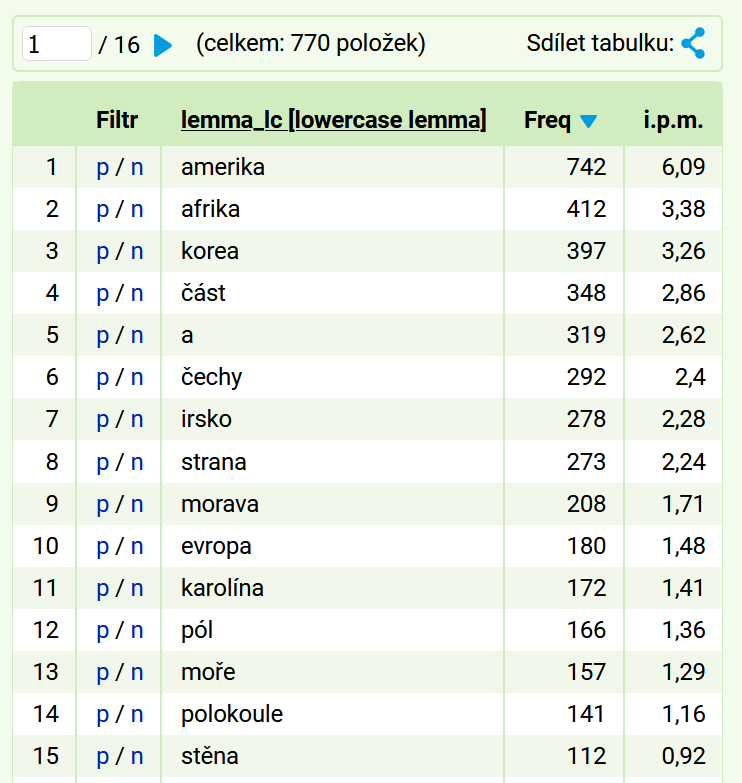 1 / 16 (celkem: 770 položek) Sdílet tabulku:
Filtr lemma_lc [lowercase lemma] Freq i.p.m.
1 p / n amerika 742 6,09
2 p / n afrika 412 3,38
3 p / n korea 397 3,26
4 p / n část 348 2,86
5 p / n a 319 2,62
6 p / n čechy 292 2,4
7 p / n irsko 278 2,28
8 p / n strana 273 2,24
9 p / n morava 208 1,71
10 p / n evropa 180 1,48
11 p / n karolína 172 1,41
12 p / n pól 166 1,36
13 p / n moře 157 1,29
14 p / n polokoule 141 1,16
15 p / n stěna 112 0,92